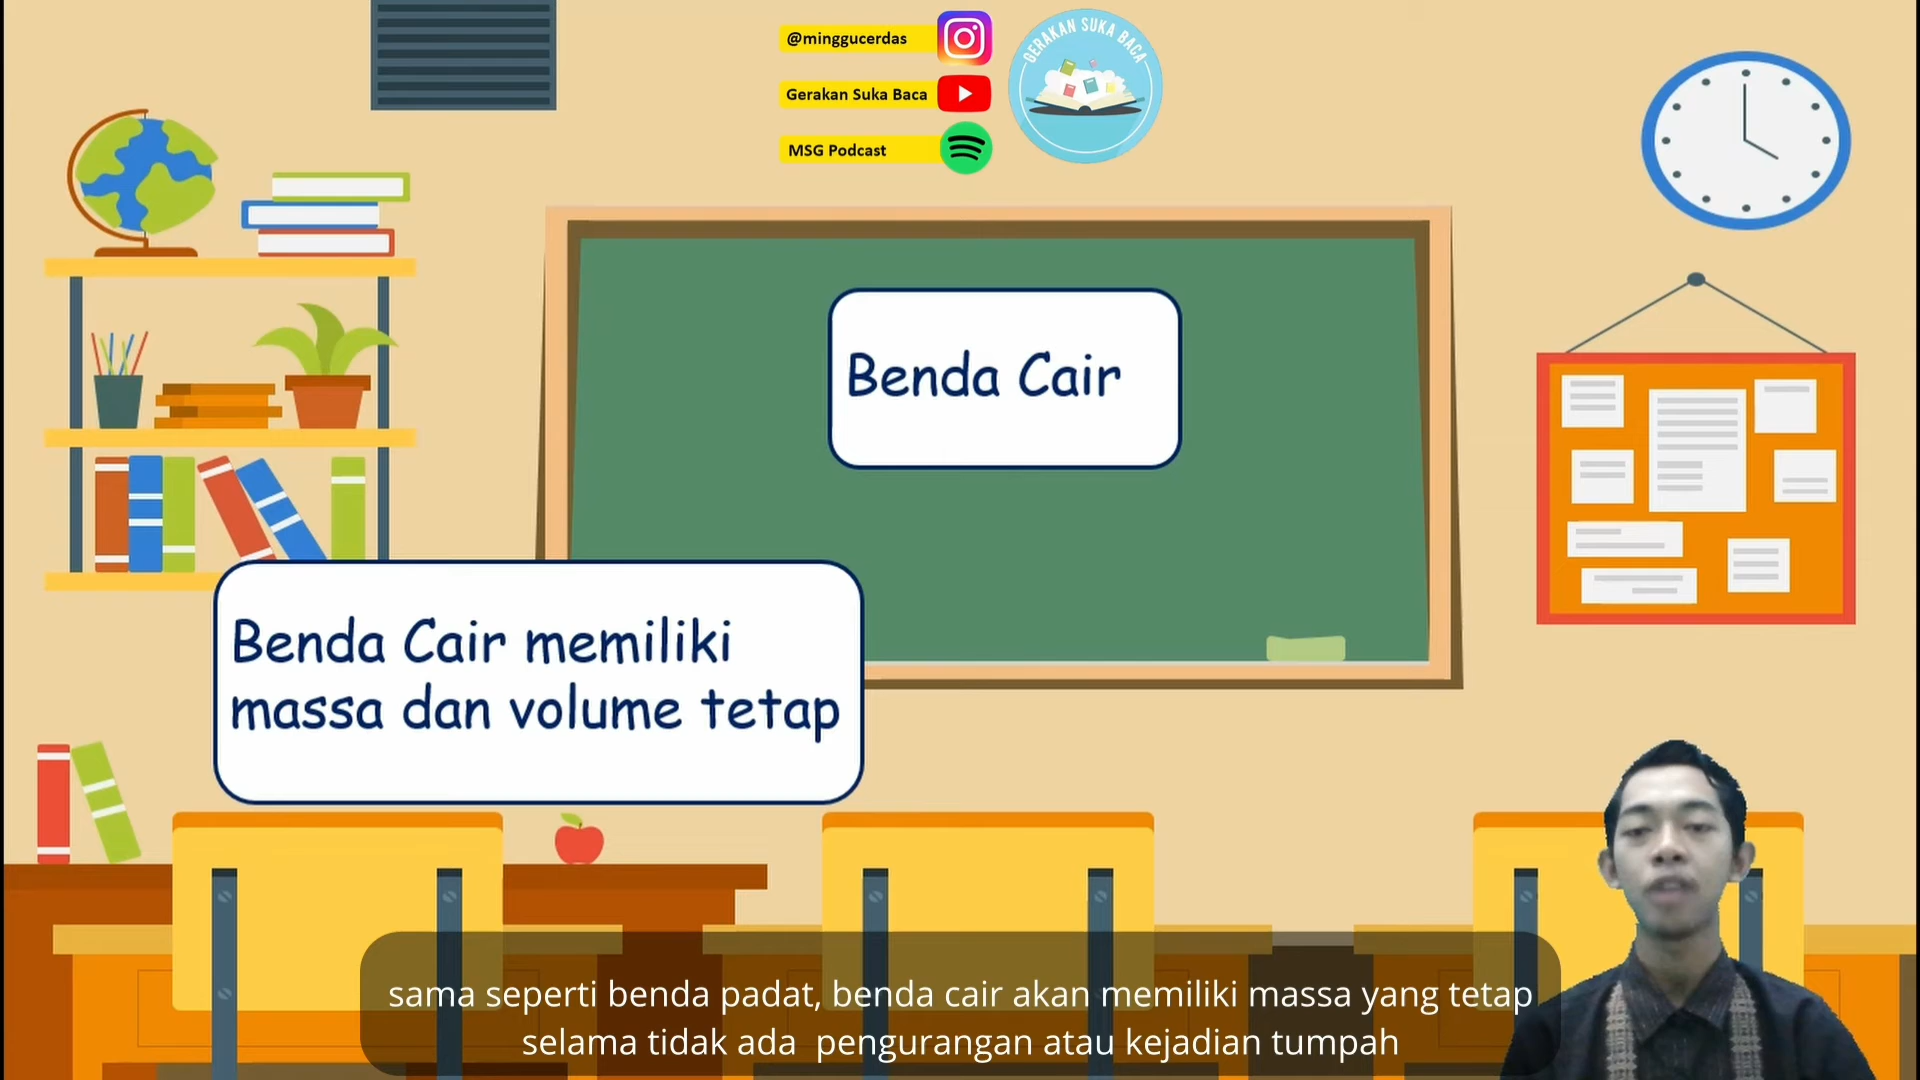 @minggucerdas
Gerakan Suka Baca
MSG Podcast
GERAKAN SUKA BACA
Benda Cair
Benda Cair memiliki
massa dan volume tetap
sama seperti benda padat, benda cair akan memiliki massa yang tetap
selama tidak ada  pengurangan atau kejadian tumpah